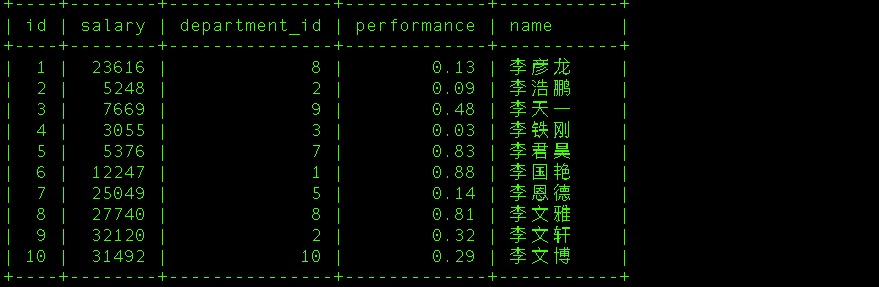 +----+--------+---------------+-------------+-----------+
| id | salary | department_id | performance | name      |
+----+--------+---------------+-------------+-----------+
|  1 |  23616 |             8 |        0.13 | 李彦龙    |
|  2 |   5248 |             2 |        0.09 | 李浩鹏    |
|  3 |   7669 |             9 |        0.48 | 李天一    |
|  4 |   3055 |             3 |        0.03 | 李铁刚    |
|  5 |   5376 |             7 |        0.83 | 李君昊    |
|  6 |  12247 |             1 |        0.88 | 李国艳    |
|  7 |  25049 |             5 |        0.14 | 李恩德    |
|  8 |  27740 |             8 |        0.81 | 李文雅    |
|  9 |  32120 |             2 |        0.32 | 李文轩    |
| 10 |  31492 |            10 |        0.29 | 李文博    |
+----+--------+---------------+-------------+-----------+